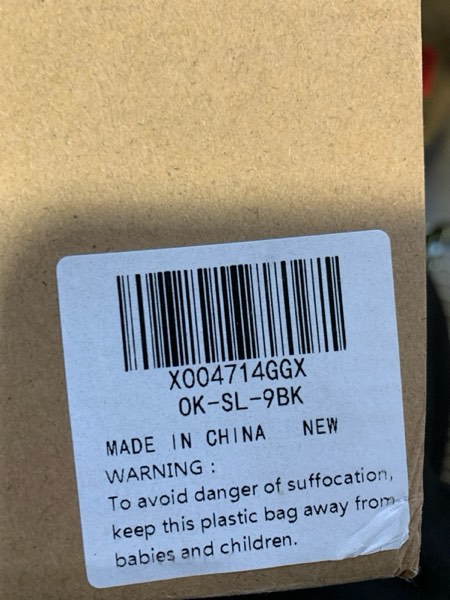 X004714GGX
OK-SL-9BK
MADE IN CHINA NEW
WARNING :
To avoid danger of suffocation,
keep this plastic bag away from
babies and children.